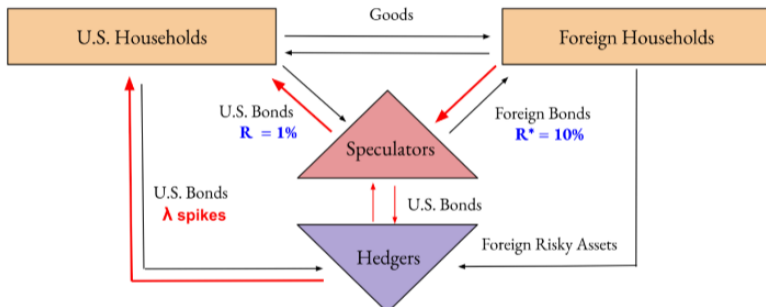 Goods
U.S. Households
Foreign Households
U.S. Bonds
R = 1%
Foreign Bonds
R* = 10%
Speculators
U.S. Bonds
λ spikes
U.S. Bonds
Hedgers
Foreign Risky Assets